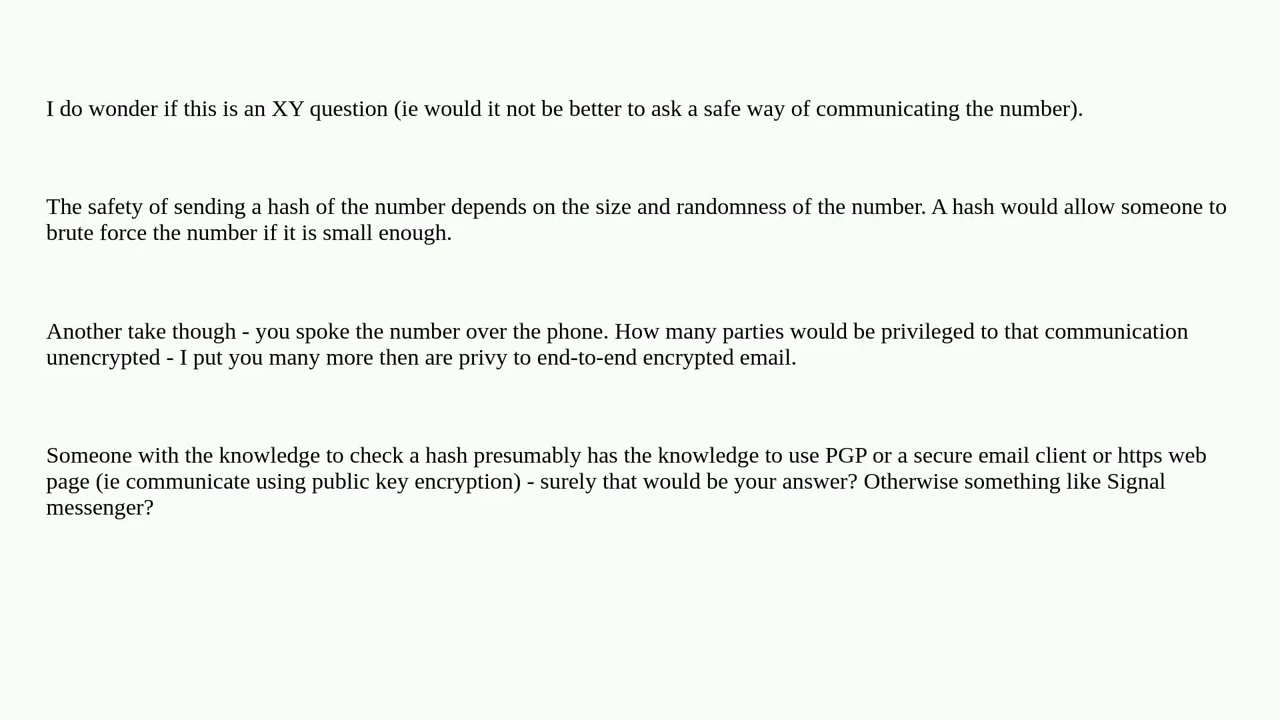 I do wonder if this is an XY question (ie would it not be better to ask a safe way of communicating the number).
The safety of sending a hash of the number depends on the size and randomness of the number. A hash would allow someone to
brute force the number if it is small enough.
Another take though - you spoke the number over the phone. How many parties would be privileged to that communication
unencrypted - I put you many more then are privy to end-to-end encrypted email.
Someone with the knowledge to check a hash presumably has the knowledge to use PGP or a secure email client or https web
page (ie communicate using public key encryption) - surely that would be your answer? Otherwise something like Signal
messenger?